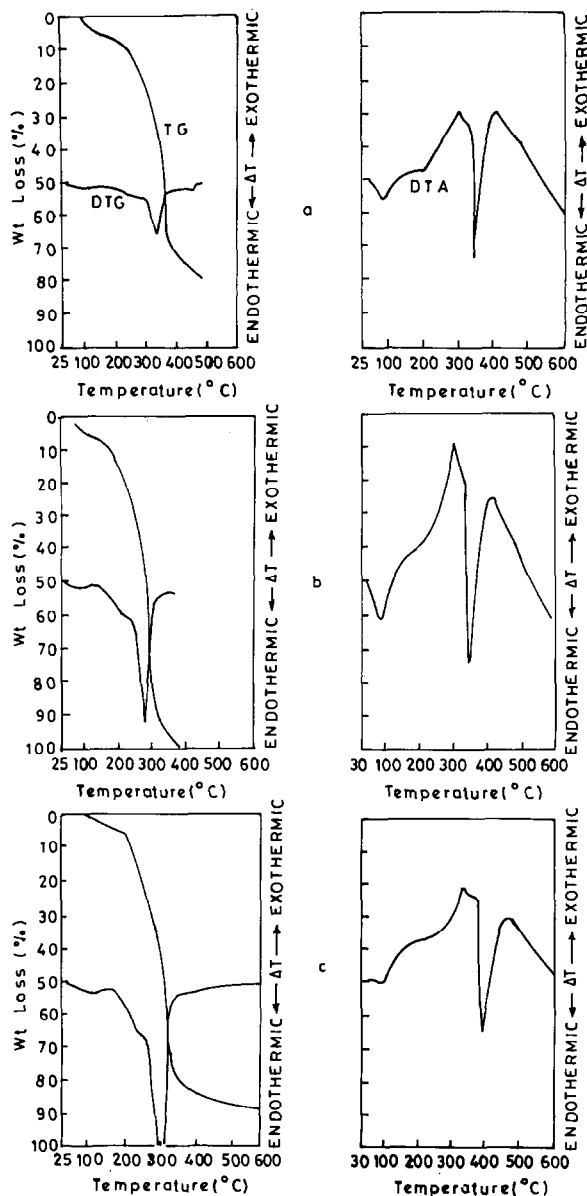 0
10
20
30
40
50
60
70
80
90
100
Wt Loss (%)
TG
DTG
25 100 200 300 400 500 600
Temperature(°C)
ENDOTHERMIC ← ΔT → EXOTHERMIC
a
DTA
30 100 200 300 400 500 600
Temperature(°C)
ENDOTHERMIC ← ΔT → EXOTHERMIC
0
10
20
30
40
50
60
70
80
90
100
Wt Loss (%)
25 100 200 300 400 500 600
Temperature(°C)
ENDOTHERMIC ← ΔT → EXOTHERMIC
b
30 100 200 300 400 500 600
Temperature(°C)
ENDOTHERMIC ← ΔT → EXOTHERMIC
0
10
20
30
40
50
60
70
80
90
100
Wt Loss (%)
25 100 200 300 400 500 600
Temperature(°C)
ENDOTHERMIC ← ΔT → EXOTHERMIC
c
30 100 200 300 400 500 600
Temperature(°C)
ENDOTHERMIC ← ΔT → EXOTHERMIC